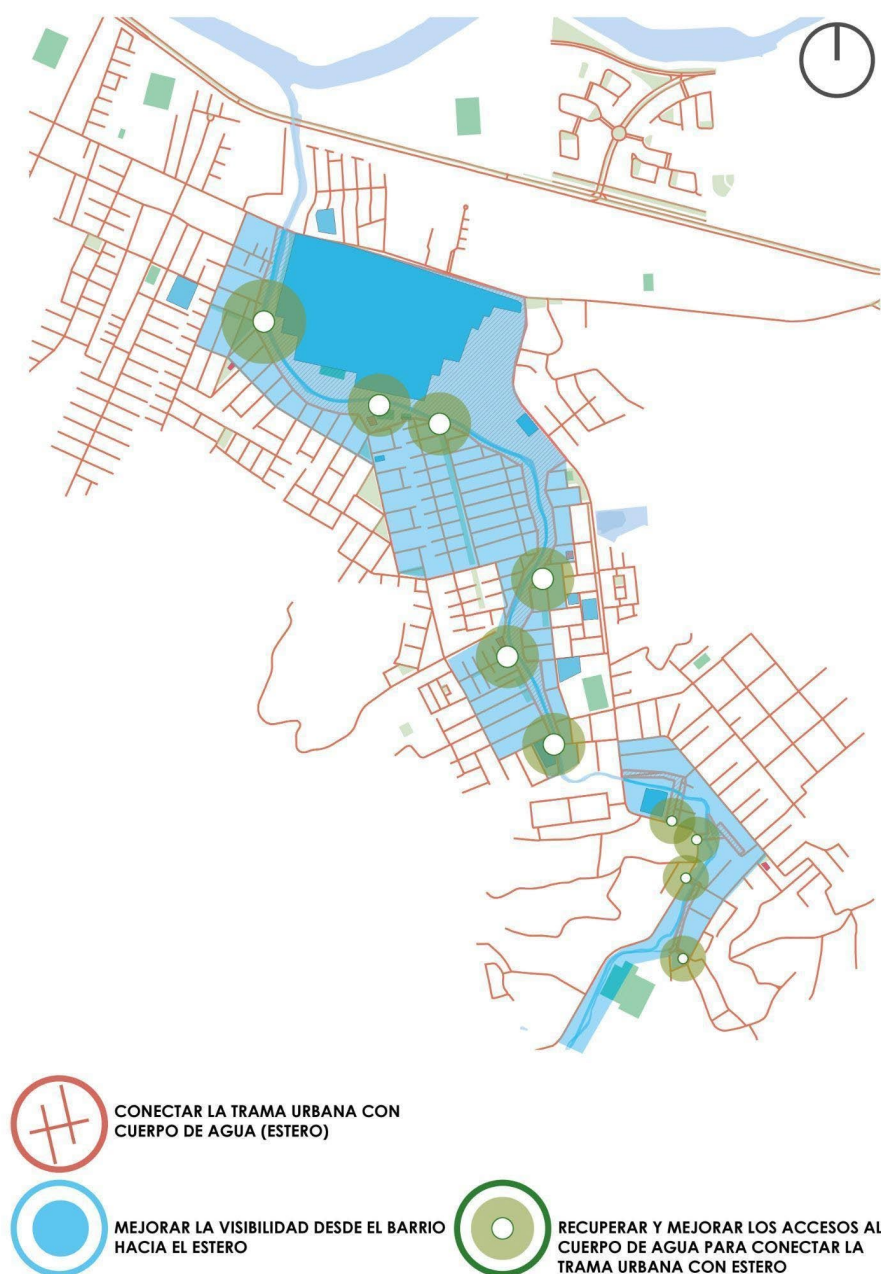 CONECTAR LA TRAMA URBANA CON
CUERPO DE AGUA (ESTERO)
MEJORAR LA VISIBILIDAD DESDE EL BARRIO
HACIA EL ESTERO
RECUPERAR Y MEJORAR LOS ACCESOS AL
CUERPO DE AGUA PARA CONECTAR LA
TRAMA URBANA CON ESTERO